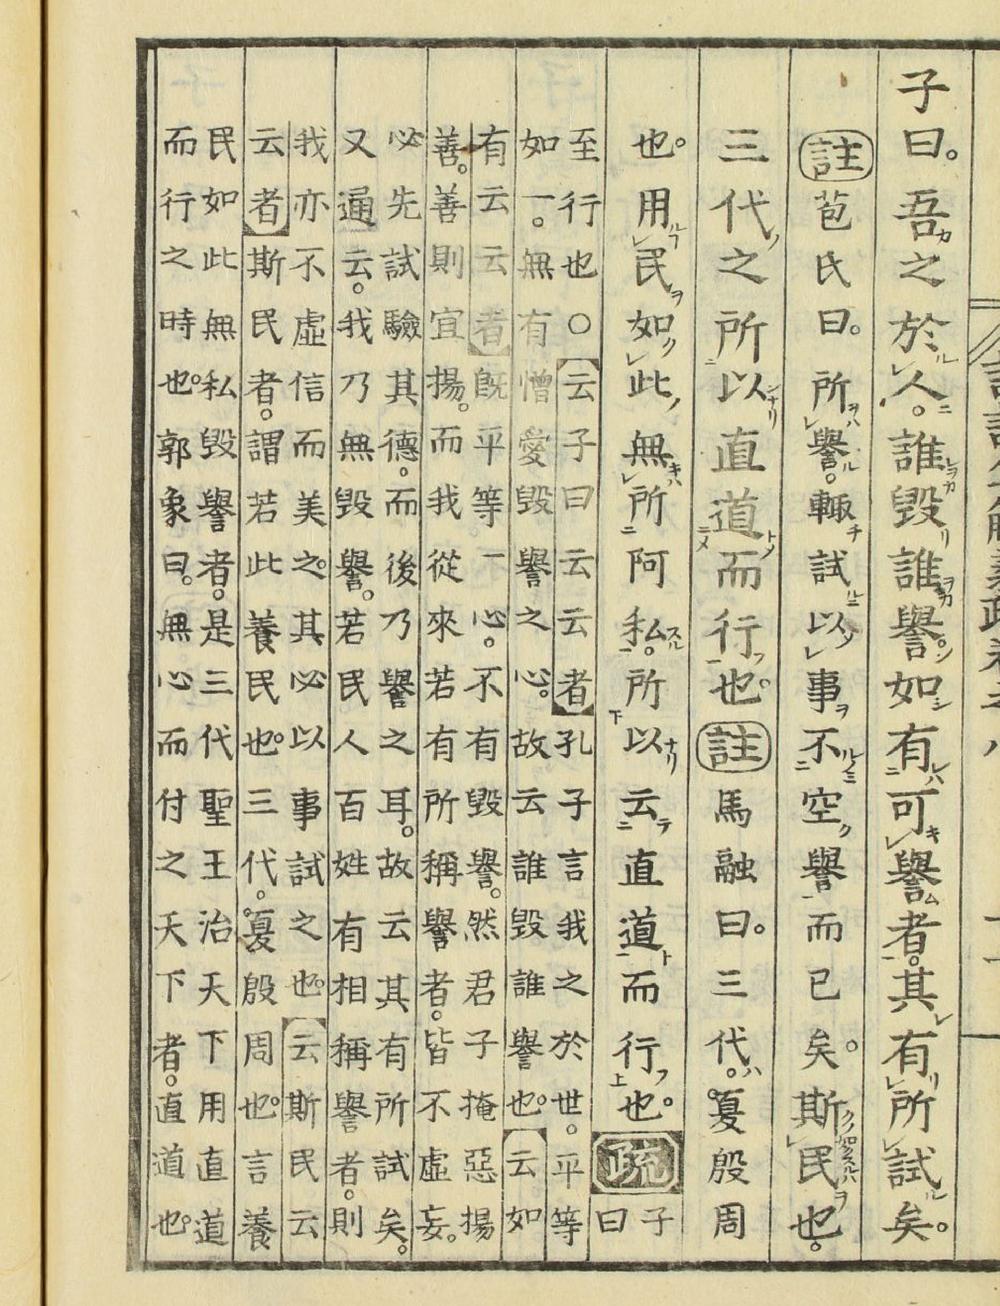 子曰。吾之於人。誰毀誰譽。如有可譽者。其有所試矣。
註苞氏曰。所譽。輙試以事不空譽而已矣。斯民也。
三代之所以直道而行也。註馬融曰。三代。夏殷周
也。用民如此無所阿私。所以云直道而行也。疏子曰
至行也○云子曰云云者孔子言我之於世。平等
如一。無有憎愛毀譽之心。故云誰毀誰譽也。云如
有云云者既平等一心。不有毀譽。然君子掩惡揚
善。善則宜揚。而我從來若有所稱譽者。皆不虛妄。
必先試驗其德。而後乃譽之耳。故云其有所試矣。
又通云。我乃無毀譽。若民人百姓有相稱譽者。則
我亦不虛信而美之。其必以事試之也。云斯民云
云者斯民者。謂若此養民也。三代。夏殷周也。言養
民如此無私毀譽者。是三代聖王治天下用直道
而行之時也。郭象曰。無心而付之天下者。直道也。